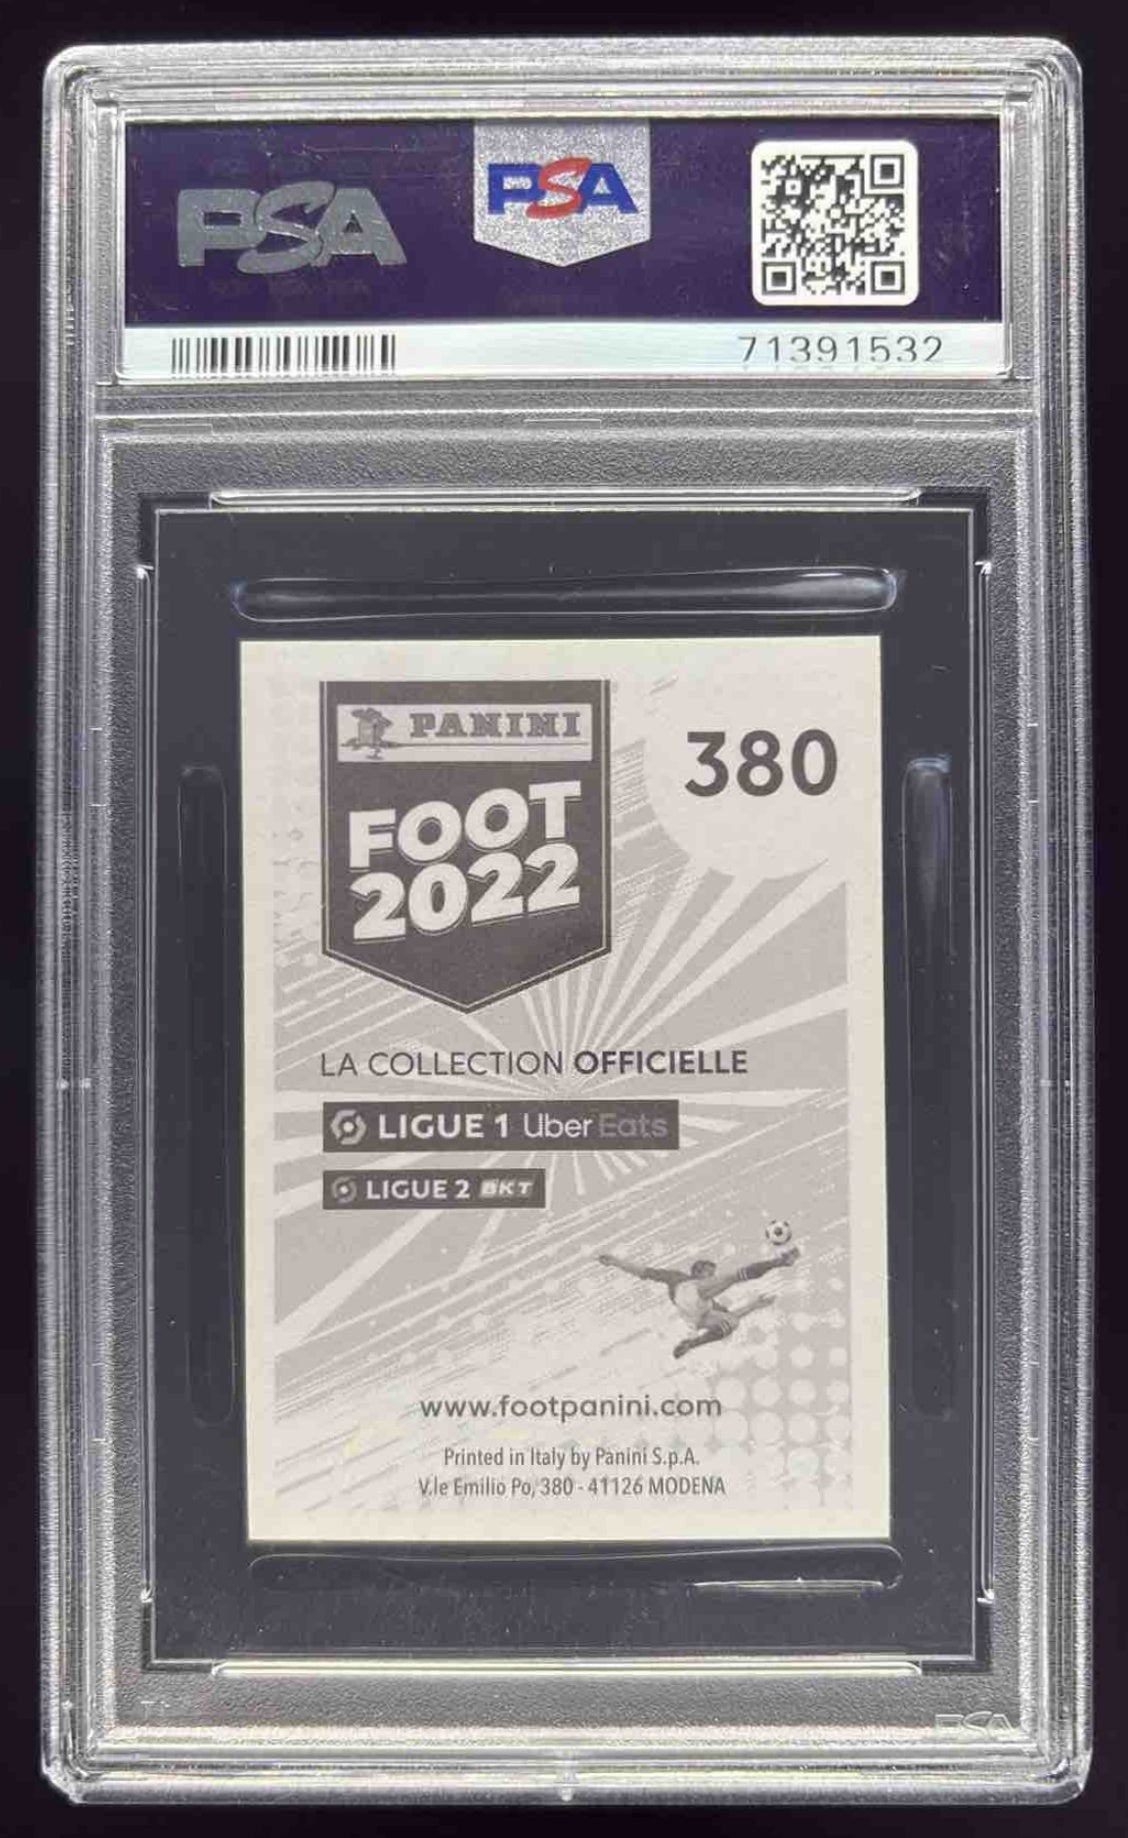 PSA
PSA
71391532
PANINI
FOOT
2022
380
LA COLLECTION OFFICIELLE
LIGUE 1 Uber Eats
LIGUE 2 BKT
www.footpanini.com
Printed in Italy by Panini S.p.A.
V.le Emilio Po, 380 - 41126 MODENA
PSA